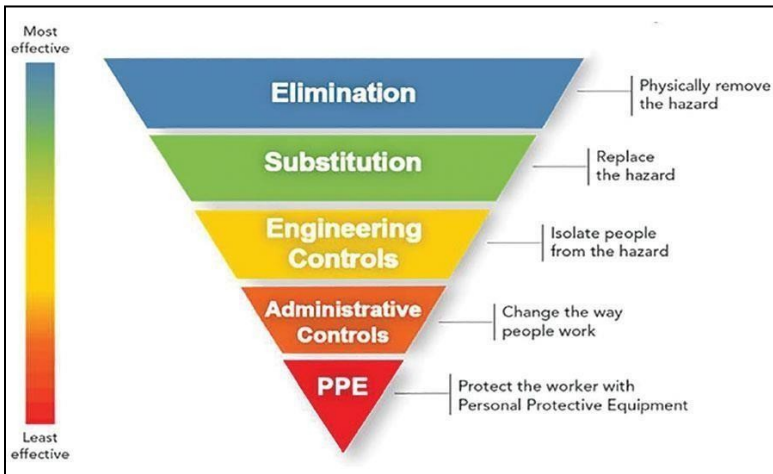 Most
effective
Elimination
Physically remove
the hazard
Substitution
Replace
the hazard
Engineering
Controls
Isolate people
from the hazard
Administrative
Controls
Change the way
people work
PPE
Protect the worker with
Personal Protective Equipment
Least
effective